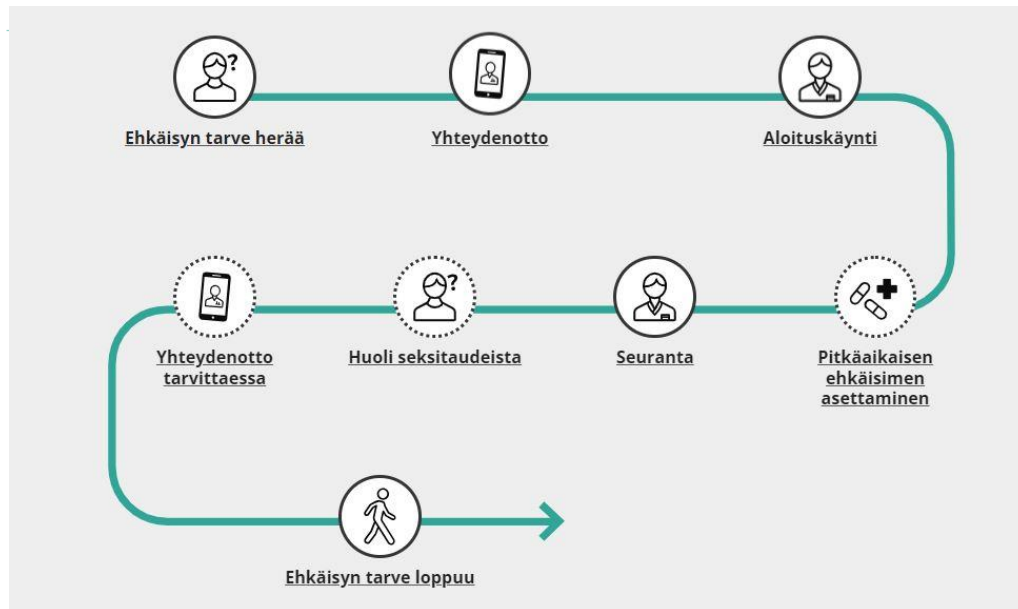 Ehkäisyn tarve herää
Yhteydenotto
Aloituskäynti
Yhteydenotto
tarvittaessa
Huoli seksitaudeista
Seuranta
Pitkäaikaisen
ehkäisimen
asettaminen
Ehkäisyn tarve loppuu